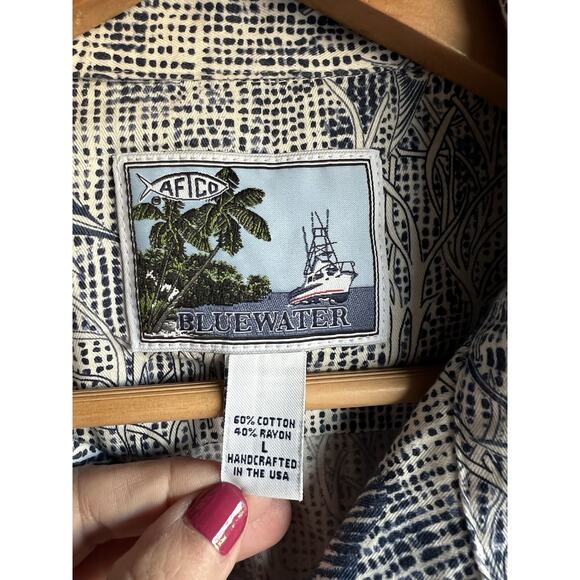 AFTCO
BLUEWATER
60% COTTON
40% RAYON
L
HANDCRAFTED
IN THE USA